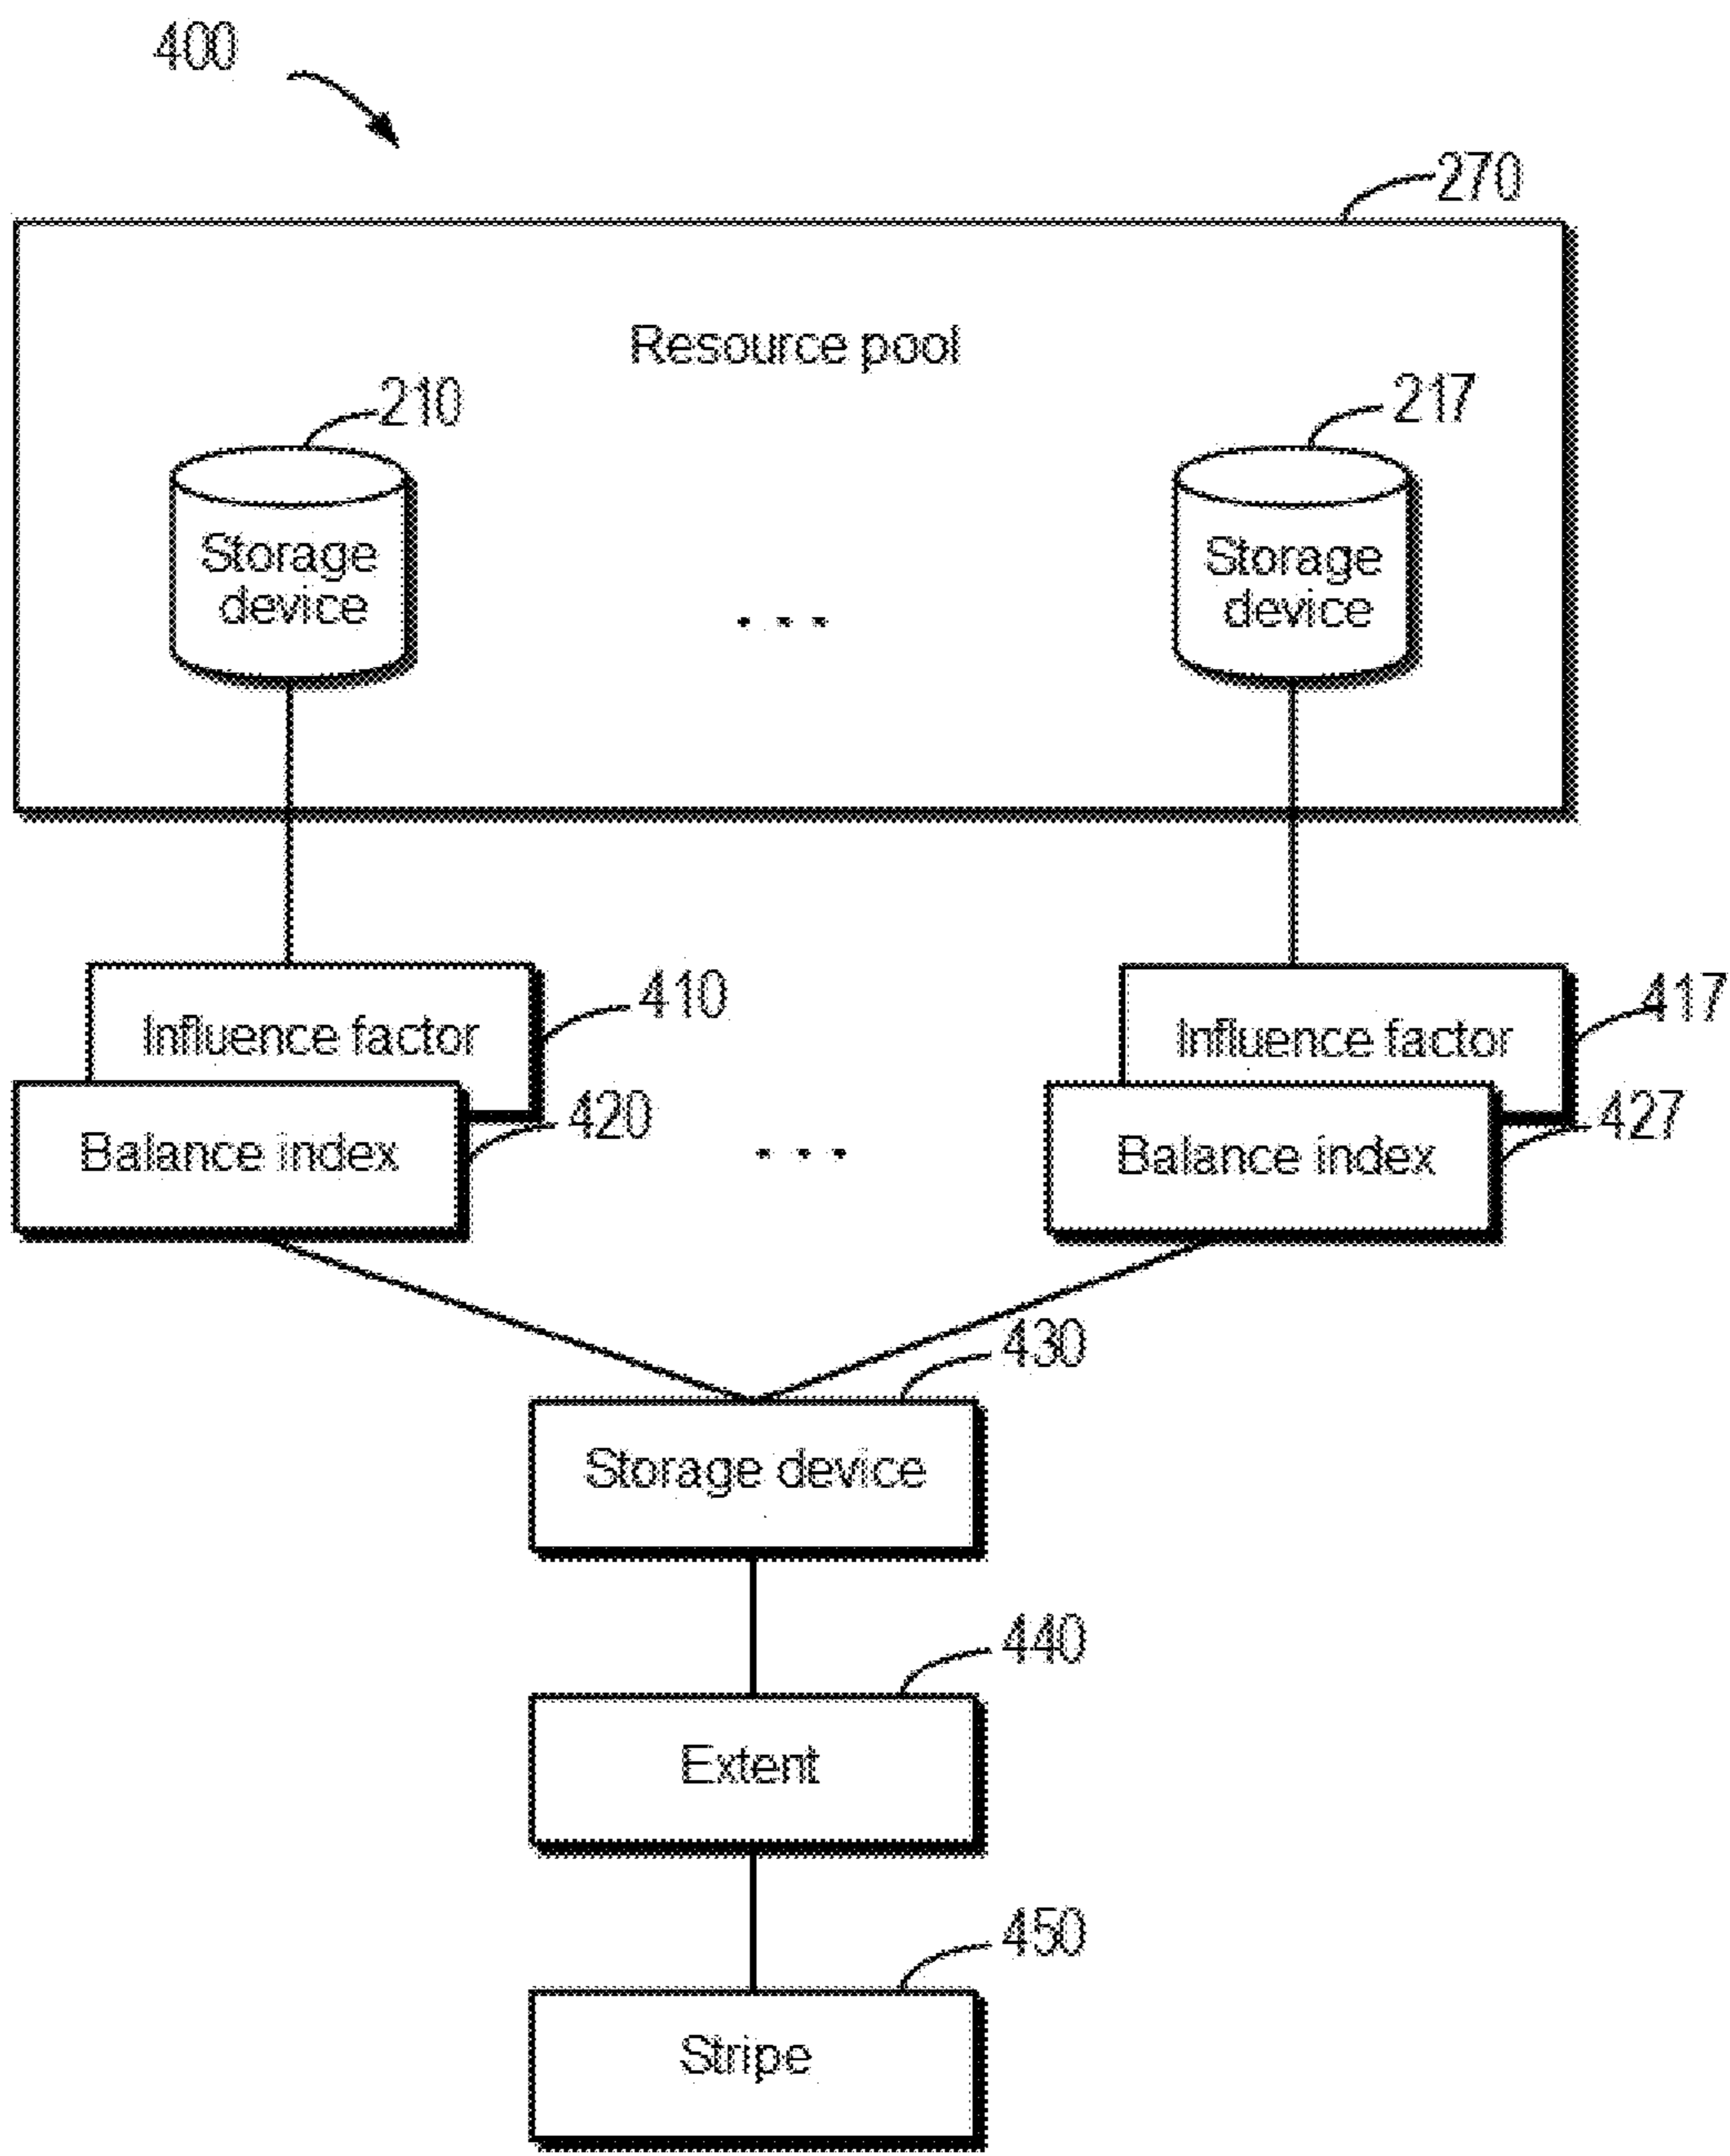 400
270
Resource pool
210
217
Storage
device
Storage
device
. . .
Influence factor
410
Influence factor
417
Balance index
420
. . .
Balance index
427
430
Storage device
440
Extent
450
Stripe